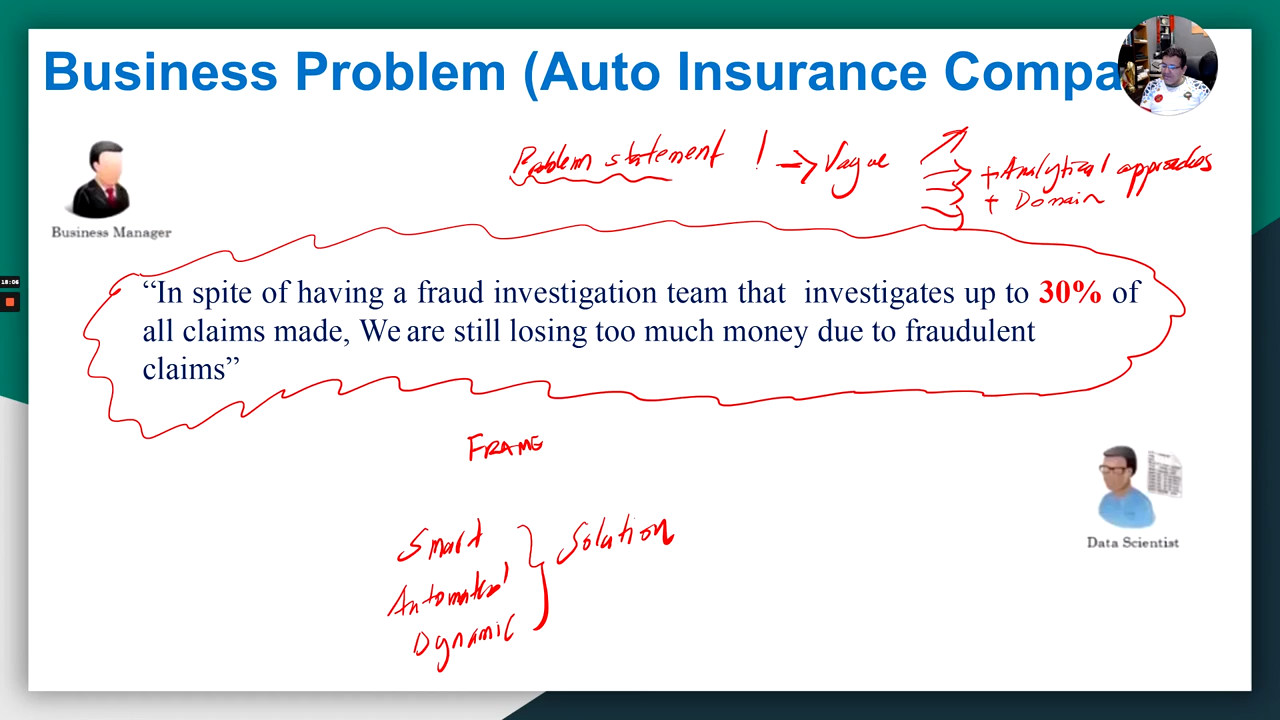 Business Problem (Auto Insurance Compa
Problem statement ! → Vague
+ Analytical approaches
+ Domain
Business Manager
18:06
“In spite of having a fraud investigation team that investigates up to 30% of
all claims made, We are still losing too much money due to fraudulent
claims”
FRAME
Smart
Automated
Dynamic
Solution
Data Scientist